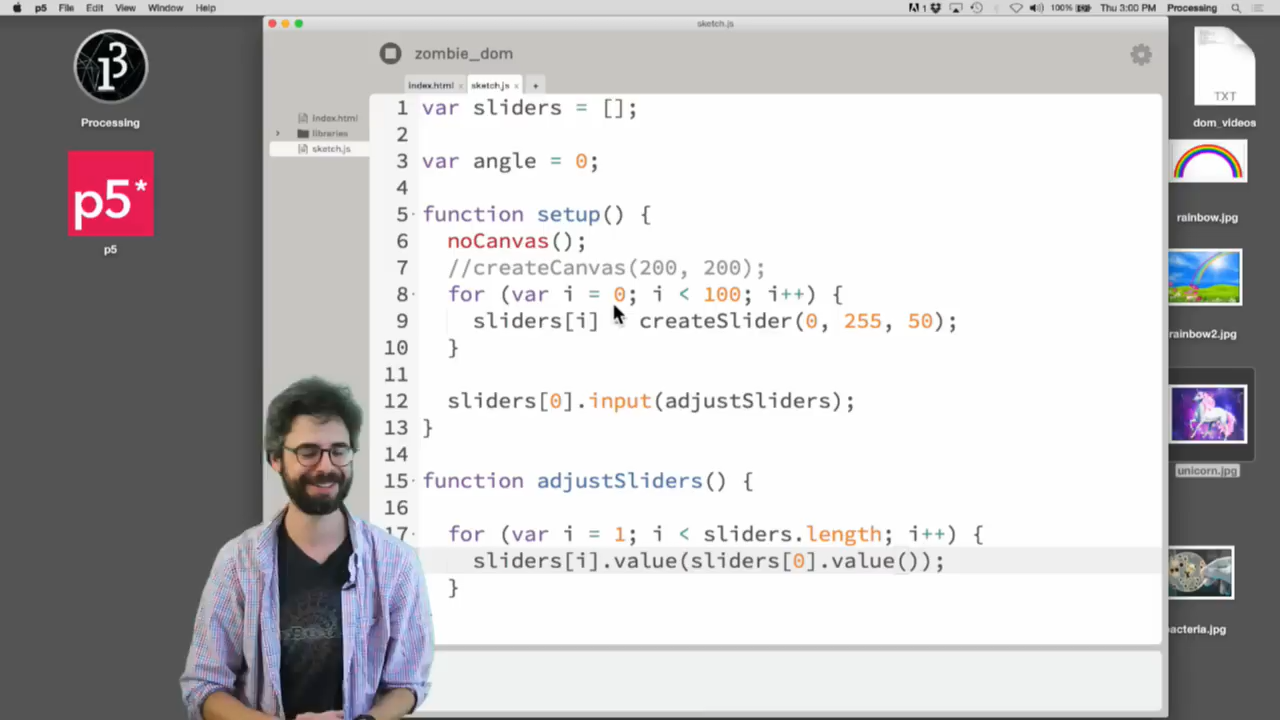 p5 File Edit View Window Help
1 100% Thu 3:00 PM Processing
sketch.js
zombie_dom
index.html sketch.js +
index.html
libraries
sketch.js
1 var sliders = [];
2
3 var angle = 0;
4
5 function setup() {
6 noCanvas();
7 //createCanvas(200, 200);
8 for (var i = 0; i < 100; i++) {
9 sliders[i] createSlider(0, 255, 50);
10 }
11
12 sliders[0].input(adjustSliders);
13 }
14
15 function adjustSliders() {
16
17 for (var i = 1; i < sliders.length; i++) {
sliders[i].value(sliders[0].value());
}
13
Processing
p5*
p5
TXT
dom_videos
rainbow.jpg
rainbow2.jpg
unicorn.jpg
bacteria.jpg